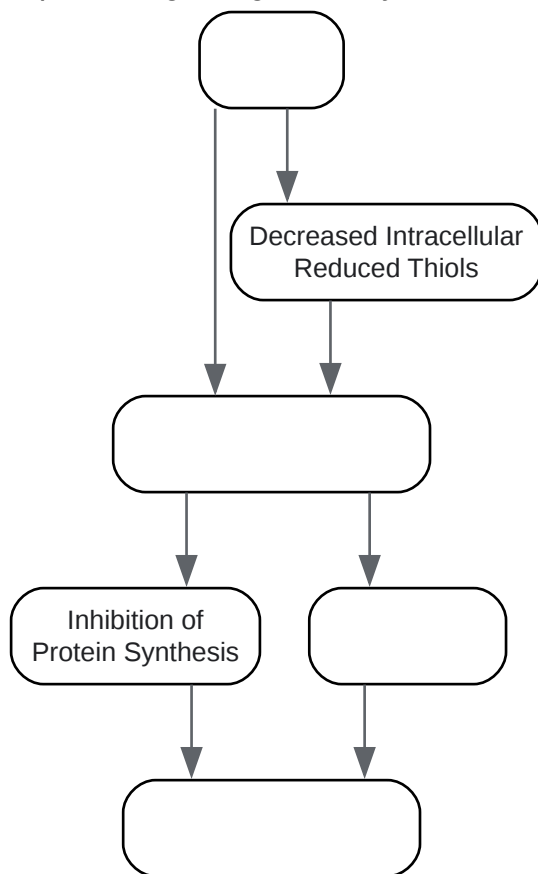 Decreased Intracellular
Reduced Thiols
Inhibition of
Protein Synthesis